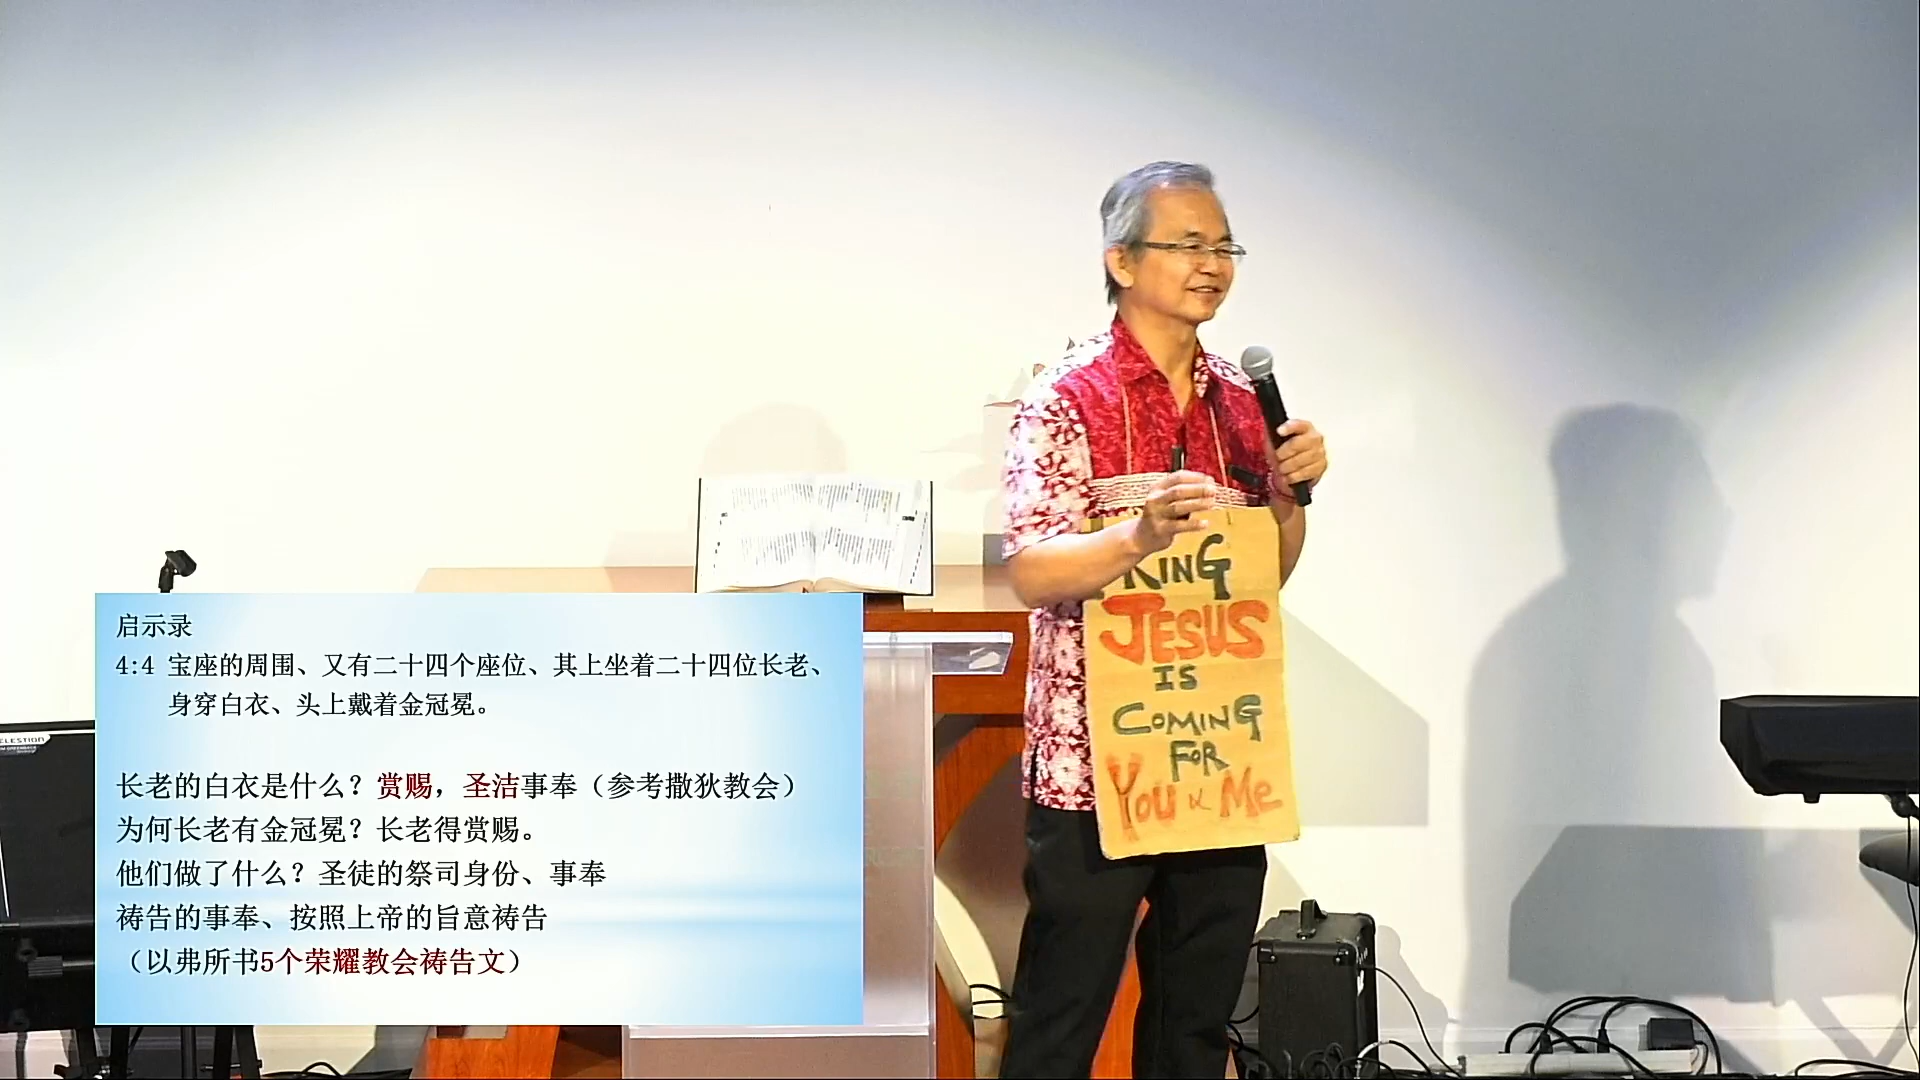 启示录
4:4 宝座的周围、又有二十四个座位、其上坐着二十四位长老、
身穿白衣、头上戴着金冠冕。
长老的白衣是什么？赏赐，圣洁事奉（参考撒狄教会）
为何长老有金冠冕？长老得赏赐。
他们做了什么？圣徒的祭司身份、事奉
祷告的事奉、按照上帝的旨意祷告
（以弗所书5个荣耀教会祷告文）
KING
JESUS
IS
COMING
FOR
You & Me